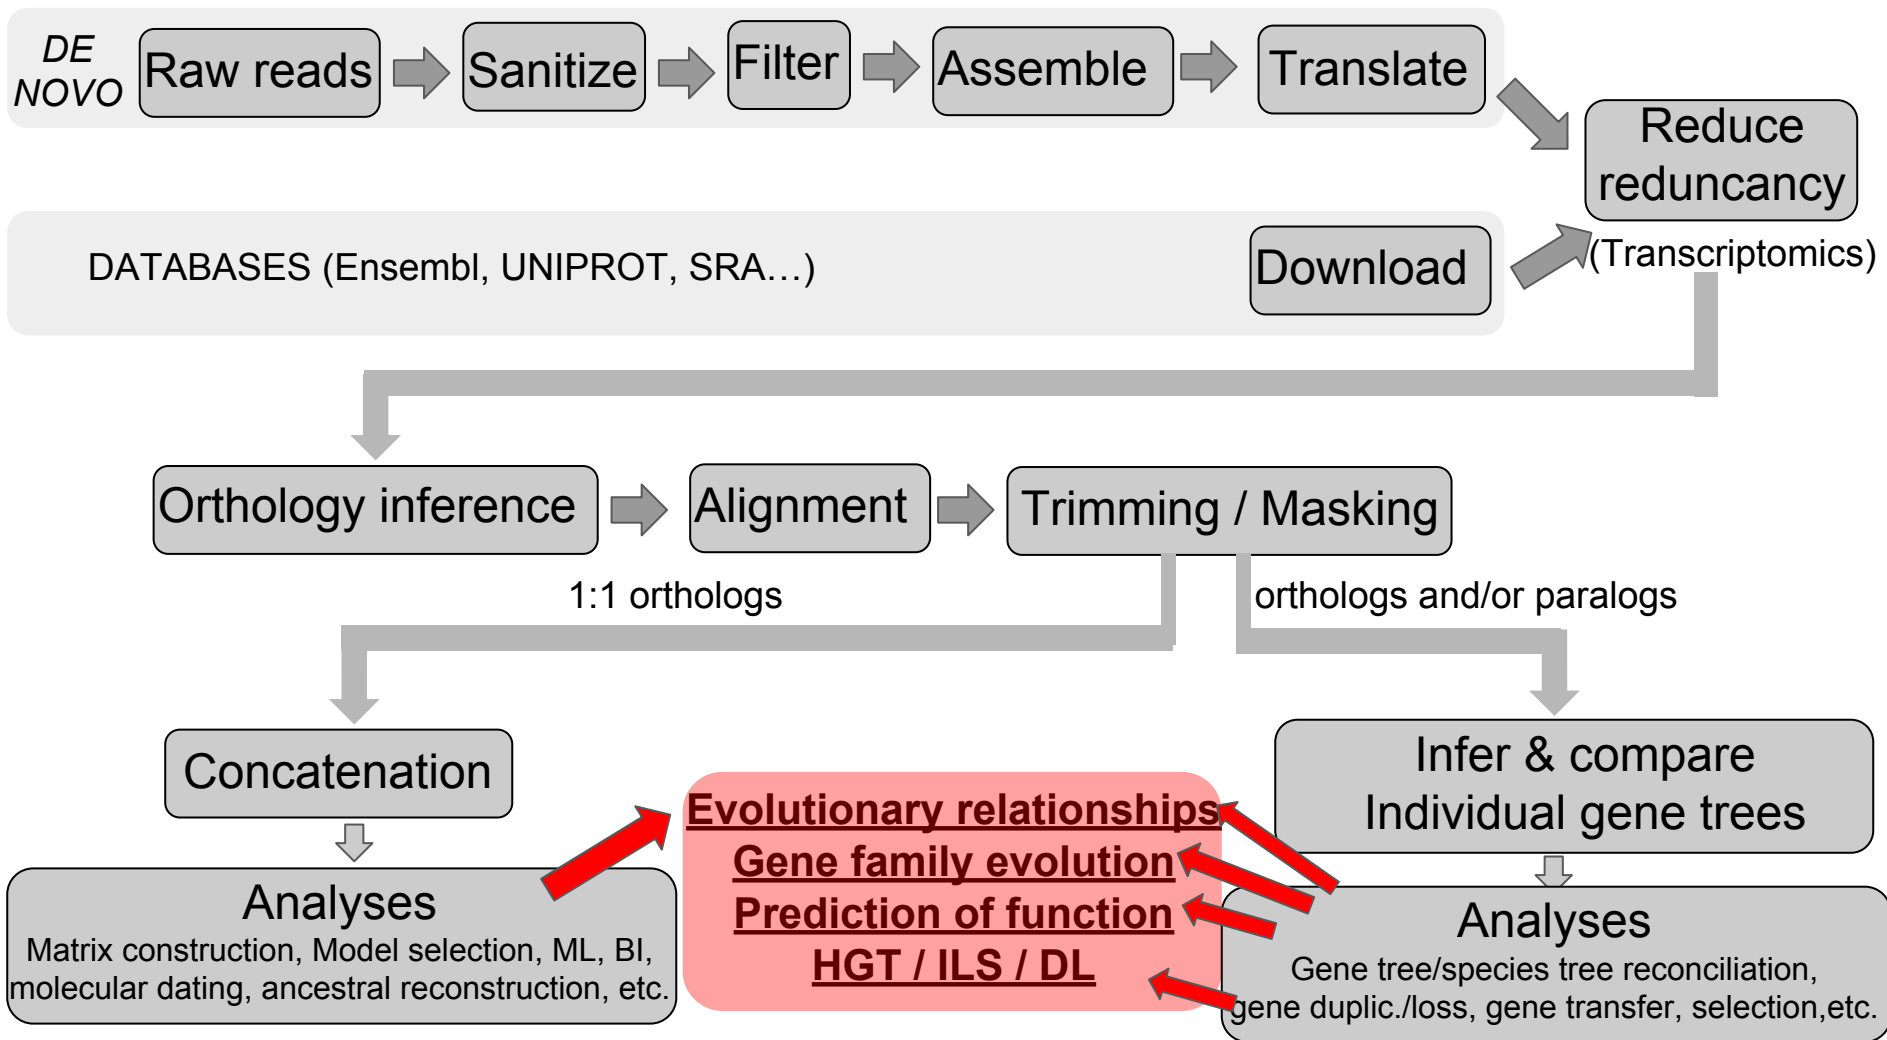 DE
NOVO
Raw reads
Sanitize
Filter
Assemble
Translate
Reduce
reduncancy
(Transcriptomics)
DATABASES (Ensembl, UNIPROT, SRA…)
Download
Orthology inference
Alignment
Trimming / Masking
1:1 orthologs
orthologs and/or paralogs
Concatenation
Infer & compare
Individual gene trees
Evolutionary relationships
Gene family evolution
Prediction of function
HGT / ILS / DL
Analyses
Matrix construction, Model selection, ML, BI,
molecular dating, ancestral reconstruction, etc.
Analyses
Gene tree/species tree reconciliation,
gene duplic./loss, gene transfer, selection,etc.